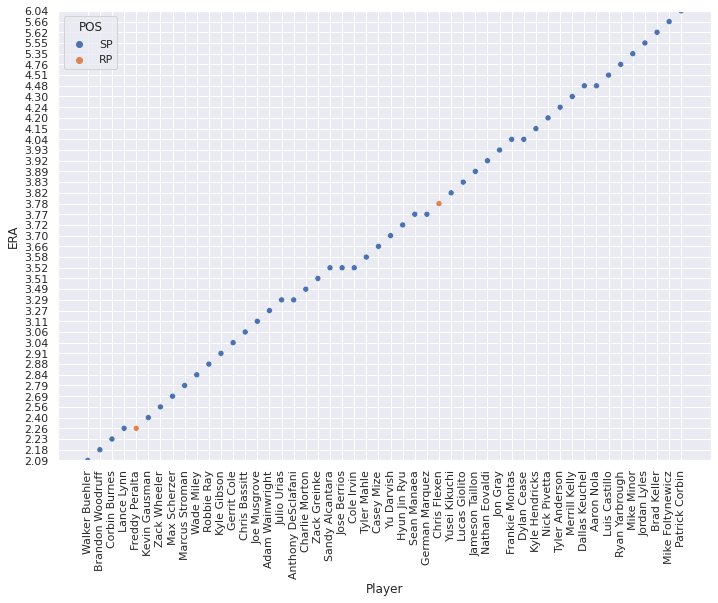 POS
SP
RP
ERA
6.04
5.66
5.62
5.55
5.35
4.76
4.51
4.48
4.30
4.24
4.20
4.15
4.04
3.93
3.92
3.89
3.83
3.82
3.78
3.77
3.72
3.70
3.66
3.58
3.52
3.51
3.49
3.29
3.27
3.11
3.06
3.04
2.91
2.88
2.84
2.79
2.69
2.56
2.40
2.26
2.23
2.18
2.09
Walker Buehler
Brandon Woodruff
Corbin Burnes
Lance Lynn
Freddy Peralta
Kevin Gausman
Zack Wheeler
Max Scherzer
Marcus Stroman
Wade Miley
Robbie Ray
Kyle Gibson
Gerrit Cole
Chris Bassitt
Joe Musgrove
Adam Wainwright
Julio Urias
Anthony DeSclafani
Charlie Morton
Zack Greinke
Sandy Alcantara
Jose Berrios
Cole Irvin
Tyler Mahle
Casey Mize
Yu Darvish
Hyun Jin Ryu
Sean Manaea
German Marquez
Chris Flexen
Yusei Kikuchi
Lucas Giolito
Jameson Taillon
Nathan Eovaldi
Jon Gray
Frankie Montas
Dylan Cease
Kyle Hendricks
Nick Pivetta
Tyler Anderson
Merrill Kelly
Dallas Keuchel
Aaron Nola
Luis Castillo
Ryan Yarbrough
Mike Minor
Jordan Lyles
Brad Keller
Mike Foltynewicz
Patrick Corbin
Player